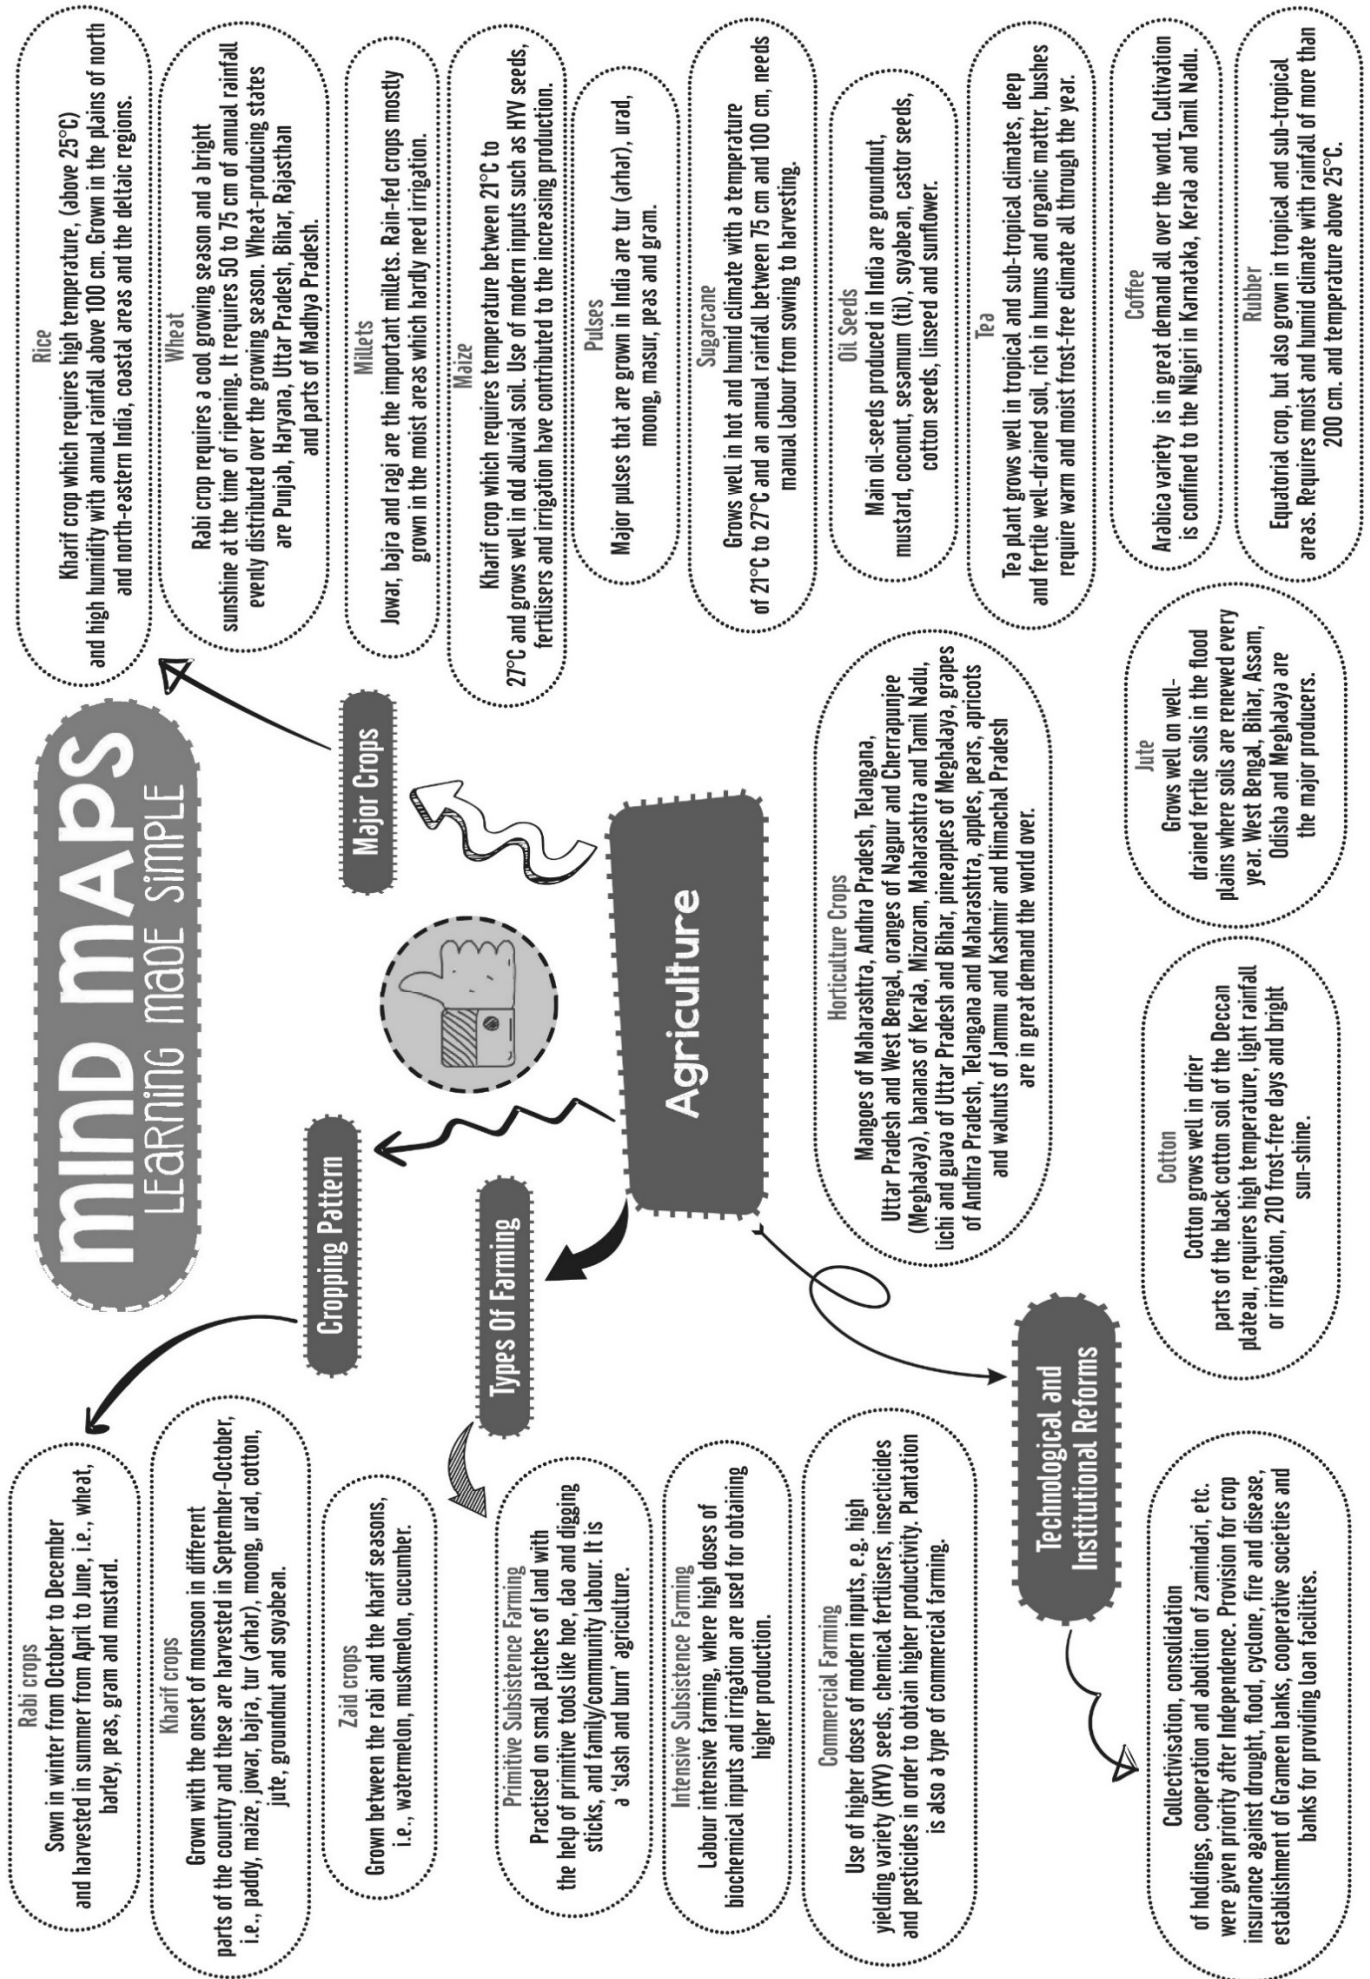 MIND MAPS
LEARNING MADE SIMPLE
Agriculture
Cropping Pattern
Rabi crops
Sown in winter from October to December
and harvested in summer from April to June, i.e., wheat,
barley, peas, gram and mustard.
Kharif crops
Grown with the onset of monsoon in different
parts of the country and these are harvested in September-October,
i.e., paddy, maize, jowar, bajra, tur (arhar), moong, urad, cotton,
jute, groundnut and soyabean.
Zaid crops
Grown between the rabi and the kharif seasons,
i.e., watermelon, muskmelon, cucumber.
Types Of Farming
Primitive Subsistence Farming
Practised on small patches of land with
the help of primitive tools like hoe, dao and digging
sticks, and family/community labour. It is
a ‘slash and burn’ agriculture.
Intensive Subsistence Farming
Labour intensive farming, where high doses of
biochemical inputs and irrigation are used for obtaining
higher production.
Commercial Farming
Use of higher doses of modern inputs, e.g, high
yielding variety (HYV) seeds, chemical fertilisers, insecticides
and pesticides in order to obtain higher productivity. Plantation
is also a type of commercial farming.
Technological and
Institutional Reforms
Collectivisation, consolidation
of holdings, cooperation and abolition of zamindari, etc.
were given priority after Independence. Provision for crop
insurance against drought, flood, cyclone, fire and disease,
establishment of Grameen banks, cooperative societies and
banks for providing loan facilities.
Major Crops
Rice
Kharif crop which requires high temperature, (above 25°C)
and high humidity with annual rainfall above 100 cm. Grown in the plains of north
and north-eastern India, coastal areas and the deltaic regions.
Wheat
Rabi crop requires a cool growing season and a bright
sunshine at the time of ripening. It requires 50 to 75 cm of annual rainfall
evenly distributed over the growing season. Wheat-producing states
are Punjab, Haryana, Uttar Pradesh, Bihar, Rajasthan
and parts of Madhya Pradesh.
Millets
Jowar, bajra and ragi are the important millets. Rain-fed crops mostly
grown in the moist areas which hardly need irrigation.
Maize
Kharif crop which requires temperature between 21°C to
27°C and grows well in old alluvial soil. Use of modern inputs such as HYV seeds,
fertilisers and irrigation have contributed to the increasing production.
Pulses
Major pulses that are grown in India are tur (arhar), urad,
moong, masur, peas and gram.
Sugarcane
Grows well in hot and humid climate with a temperature
of 21°C to 27°C and an annual rainfall between 75 cm and 100 cm, needs
manual labour from sowing to harvesting.
Oil Seeds
Main oil-seeds produced in India are groundnut,
mustard, coconut, sesamum (til), soyabean, castor seeds,
cotton seeds, linseed and sunflower.
Tea
Tea plant grows well in tropical and sub-tropical climates, deep
and fertile well-drained soil, rich in humus and organic matter, bushes
require warm and moist frost-free climate all through the year.
Coffee
Arabica variety is in great demand all over the world. Cultivation
is confined to the Nilgiri in Karnataka, Kerala and Tamil Nadu.
Rubber
Equatorial crop, but also grown in tropical and sub-tropical
areas. Requires moist and humid climate with rainfall of more than
200 cm. and temperature above 25°C.
Horticulture Crops
Mangoes of Maharashtra, Andhra Pradesh, Telangana,
Uttar Pradesh and West Bengal, oranges of Nagpur and Cherrapunjee
(Meghalaya), bananas of Kerala, Mizoram, Maharashtra and Tamil Nadu,
lichi and guava of Uttar Pradesh and Bihar, pineapples of Meghalaya, grapes
of Andhra Pradesh, Telangana and Maharashtra, apples, pears, apricots
and walnuts of Jammu and Kashmir and Himachal Pradesh
are in great demand the world over.
Cotton
Cotton grows well in drier
parts of the black cotton soil of the Deccan
plateau, requires high temperature, light rainfall
or irrigation, 210 frost-free days and bright
sun-shine.
Jute
Grows well on well-
drained fertile soils in the flood
plains where soils are renewed every
year. West Bengal, Bihar, Assam,
Odisha and Meghalaya are
the major producers.